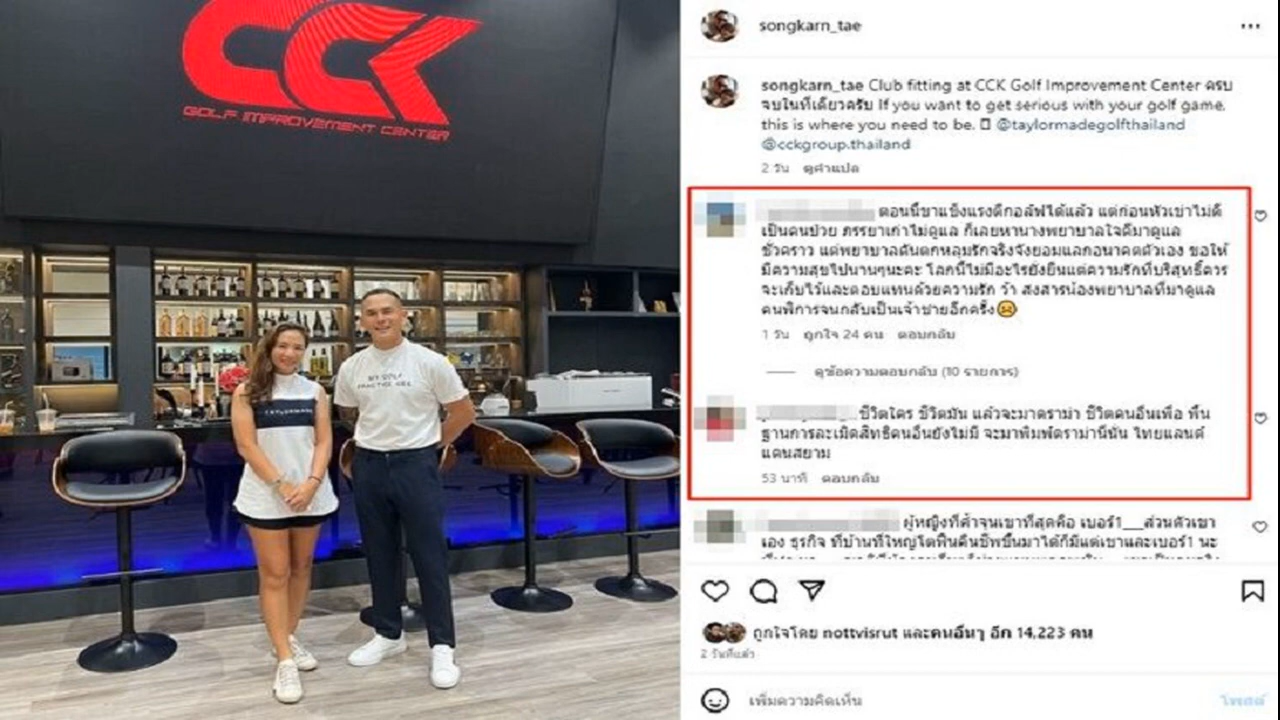 CCK
GOLF IMPROVEMENT CENTER
MY GOLF
songkarn_tae
songkarn_tae Club fitting at CCK Golf Improvement Center ครบ
จบในที่เดียวครับ If you want to get serious with your golf game,
this is where you need to be. @taylormadegolfthailand
@cckgroup.thailand
2 วัน ดูคำแปล
ตอนนี้ขาแข็งแรงตีกอล์ฟได้แล้ว แต่ก่อนหัวเข่าไม่ดี
เป็นคนป่วย ภรรยาเก่าไม่ดูแล ก็เลยหานางพยาบาลใจดีมาดูแล
ชั่วคราว แต่พยาบาลดันตกหลุมรักจริงจังยอมแลกอนาคตตัวเอง ขอให้
มีความสุขไปนานๆนะคะ โลกนี้ไม่มีอะไรยั่งยืนแต่ความรักที่บริสุทธิ์ควร
จะเก็บไว้และตอบแทนด้วยความรัก ว้า สงสารน้องพยาบาลที่มาดูแล
คนพิการจนกลับเป็นเจ้าชายอีกครั้ง😢
1 วัน ถูกใจ 24 คน ตอบกลับ
ดูข้อความตอบกลับ (10 รายการ)
ชีวิตใคร ชีวิตมัน แล้วจะมาดราม่า ชีวิตคนอื่นเพื่อ พื้น
ฐานการละเมิดสิทธิคนอื่นยังไม่มี จะมาพิมพ์ดราม่านี่นั่น ไทยแลนด์
แดนสยาม
53 นาที ตอบกลับ
ผู้หญิงที่ค้ำจุนเขาที่สุดคือ เบอร์1__ส่วนตัวเขา
เอง ธุรกิจ ที่บ้านที่ใหญ่โตฟื้นคืนชีพขึ้นมาได้ก็มีแต่เขาและเบอร์1 นะ
ถูกใจโดย nottvisrut และคนอื่นๆ อีก 14,223 คน
2 วันที่แล้ว
เพิ่มความคิดเห็น
โพสต์